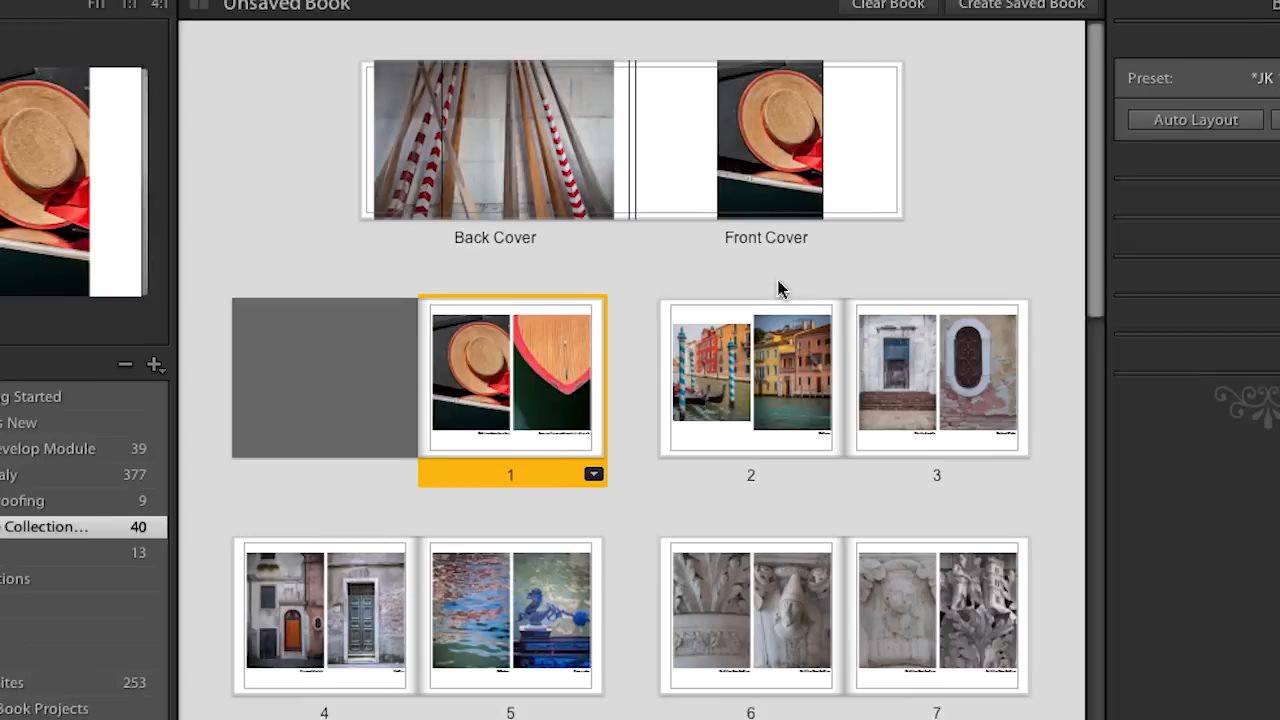 FIT 1:1 4:1
Unsaved Book
Clear Book
Create Saved Book
Preset: *JK
Auto Layout
Back Cover
Front Cover
g Started
s New
evelop Module 39
aly 377
oofing 9
Collection... 40
13
tions
ites 253
Book Projects
1
2
3
4
5
6
7